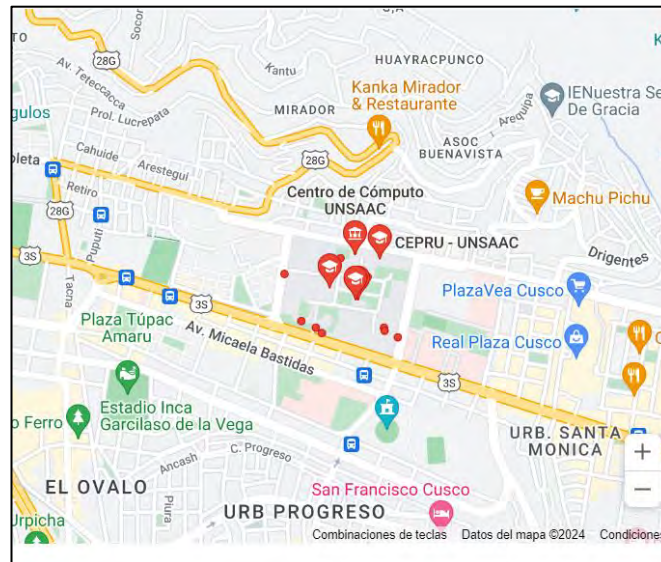 28G
Socor
HUAYRACPUNCO
Av. Teteccacca
Kantu
Kanka Mirador
& Restaurante
IENuestra Se
De Gracia
MIRADOR
Prol. Lucrepata
Arequipa
ASOC
BUENAVISTA
gulos
Cahuide
Arestegui
28G
oleta
Retiro
Centro de Cómputo
UNSAAC
Machu Pichu
28G
Puputi
CEPRU - UNSAAC
Drigentes
3S
Tacna
3S
PlazaVea Cusco
Plaza Túpac
Amaru
Av. Micaela Bastidas
Real Plaza Cusco
3S
o Ferro
Estadio Inca
Garcilaso de la Vega
URB. SANTA
MONICA
C. Progreso
Ancash
EL OVALO
Piura
URB PROGRESO
San Francisco Cusco
Urpicha
+
−
Combinaciones de teclas
Datos del mapa ©2024
Condiciones